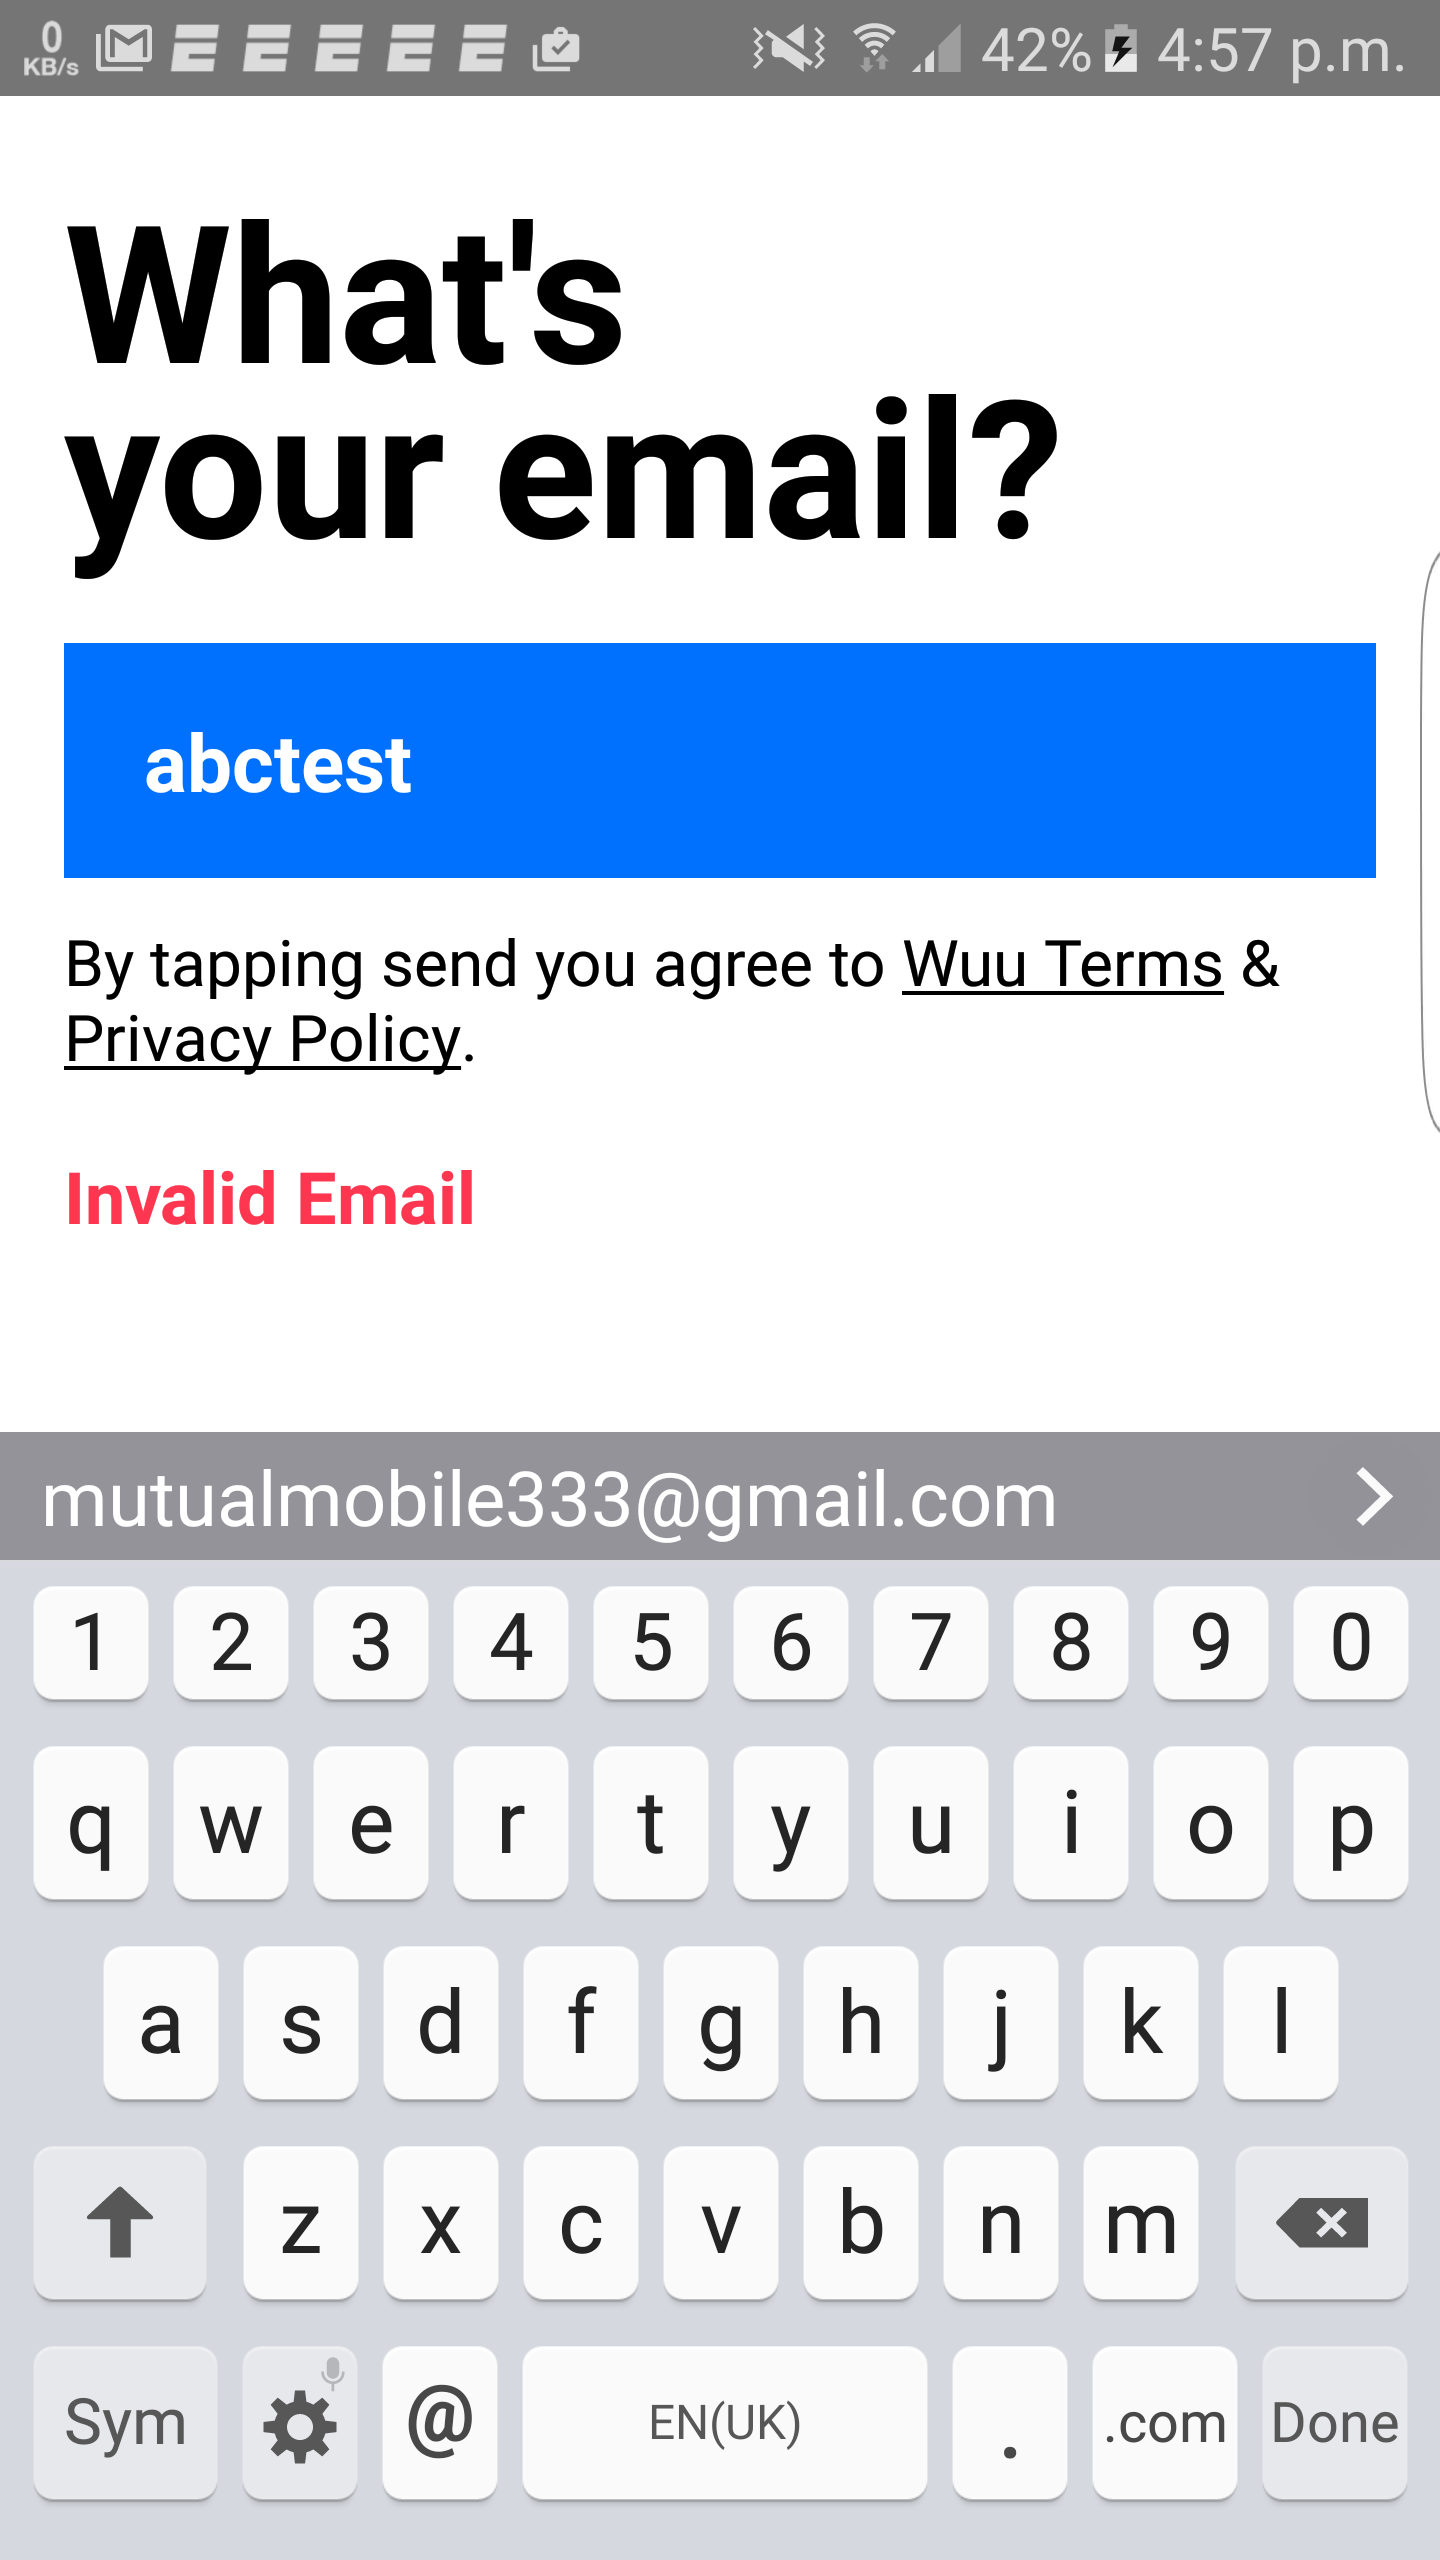 0
KB/s
42% 4:57 p.m.
What's
your email?
abctest
By tapping send you agree to Wuu Terms &
Privacy Policy.
Invalid Email
mutualmobile333@gmail.com
1 2 3 4 5 6 7 8 9 0
q w e r t y u i o p
a s d f g h j k l
z x c v b n m
Sym @ EN(UK) . .com Done